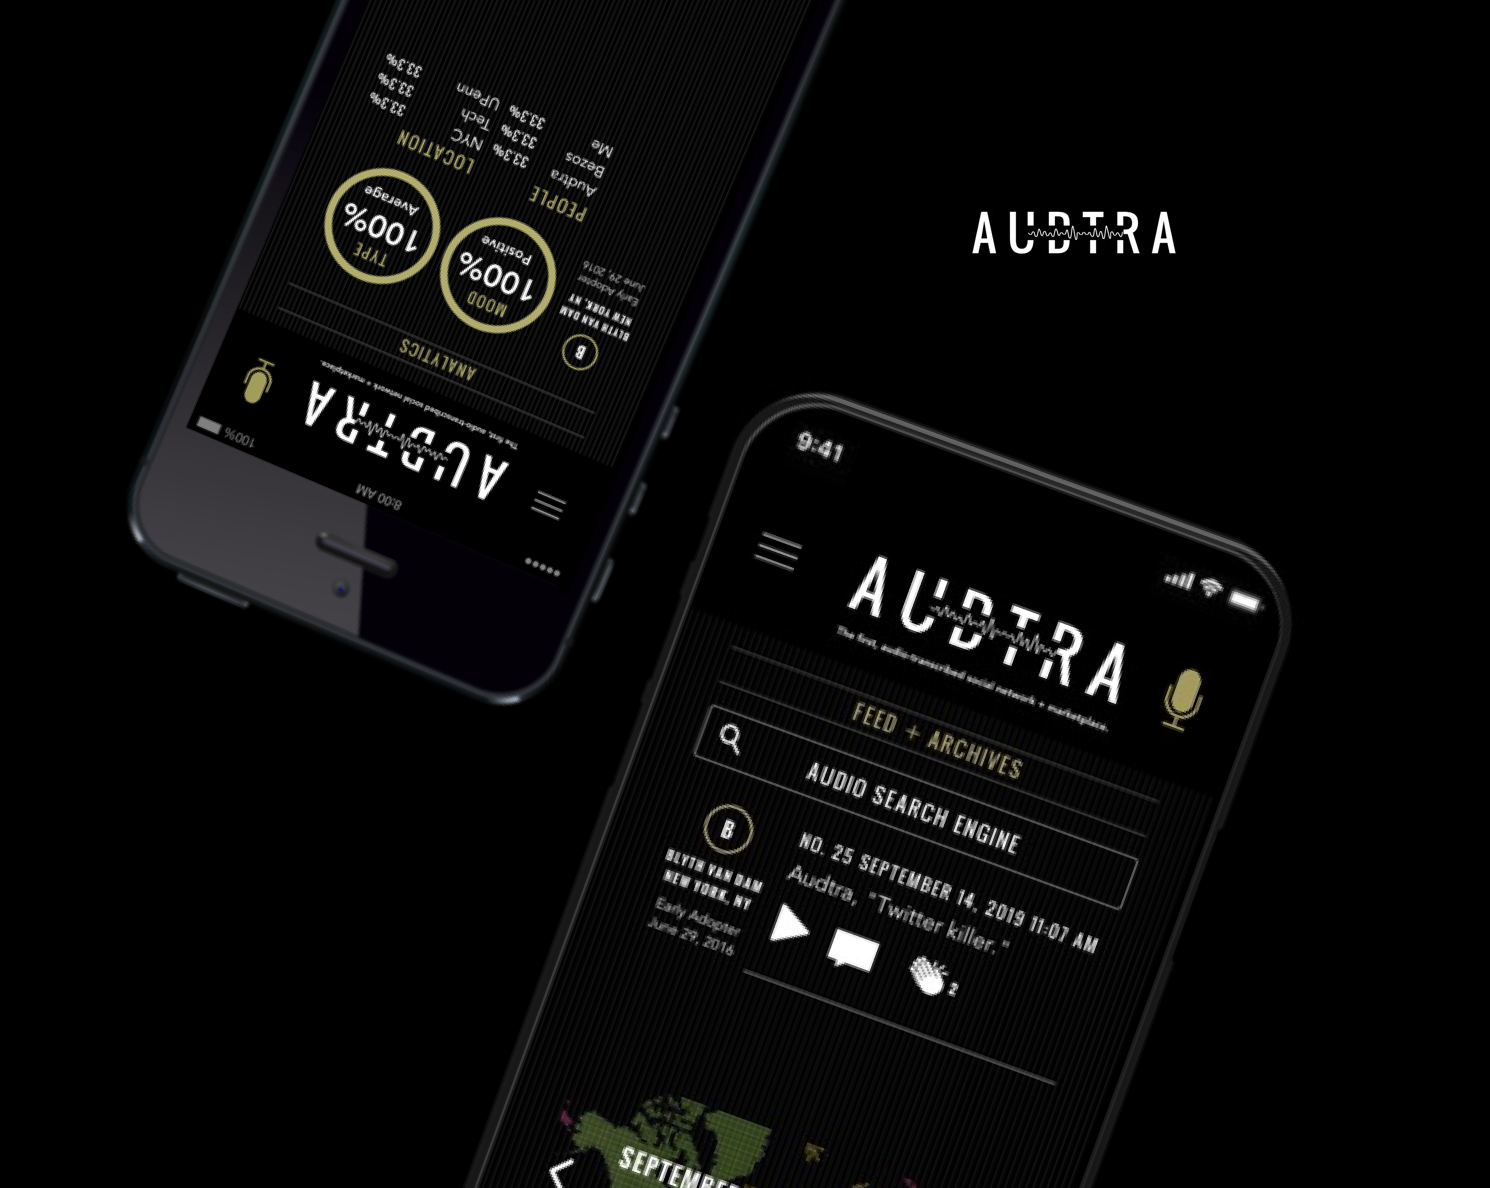 AUDTRA
8:00 AM
100%
AUDTRA
The first, audio-transcribed social network + marketplace.
ANALYTICS
B
BLYTH VAN DAM
NEW YORK, NY
Early Adopter
June 29, 2016
MOOD
100%
Positive
TYPE
100%
Average
PEOPLE
Audtra 33.3%
Bezos 33.3%
Me 33.3%
LOCATION
NYC 33.3%
Tech 33.3%
UPenn 33.3%
9:41
AUDTRA
The first, audio-transcribed social network + marketplace.
FEED + ARCHIVES
AUDIO SEARCH ENGINE
B
BLYTH VAN DAM
NEW YORK, NY
Early Adopter
June 29, 2016
NO. 25 SEPTEMBER 14, 2019 11:07 AM
Audtra, "Twitter killer."
2
SEPTEMBER